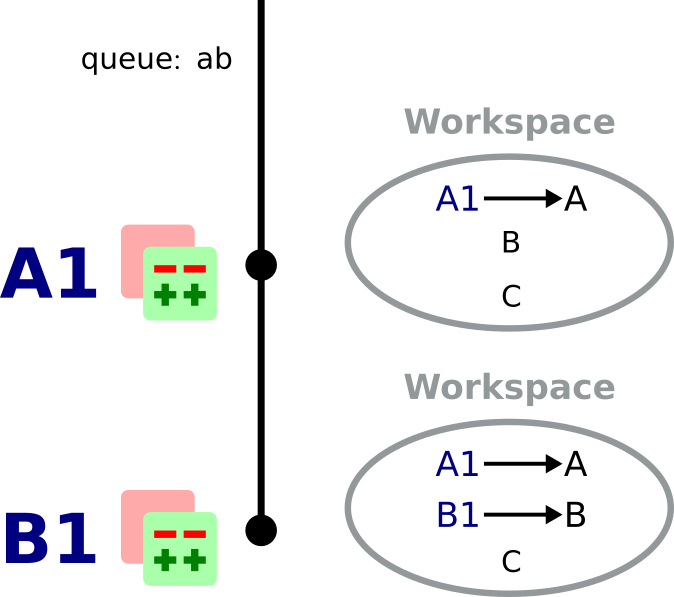 queue: ab
Workspace
A1 A
B
C
A1
-- 
++
Workspace
A1 A
B1 B
C
B1
--
++